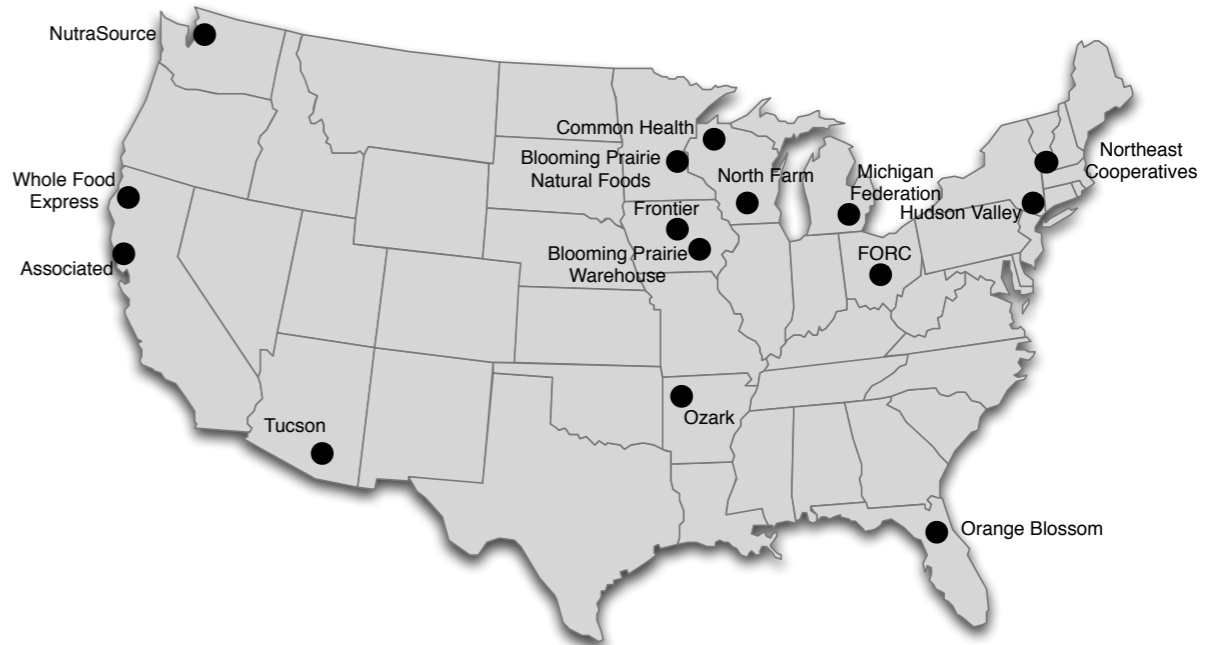 NutraSource
Common Health
Blooming Prairie
Natural Foods
North Farm
Michigan
Federation
Northeast
Cooperatives
Whole Food
Express
Frontier
Hudson Valley
Associated
Blooming Prairie
Warehouse
FORC
Tucson
Ozark
Orange Blossom